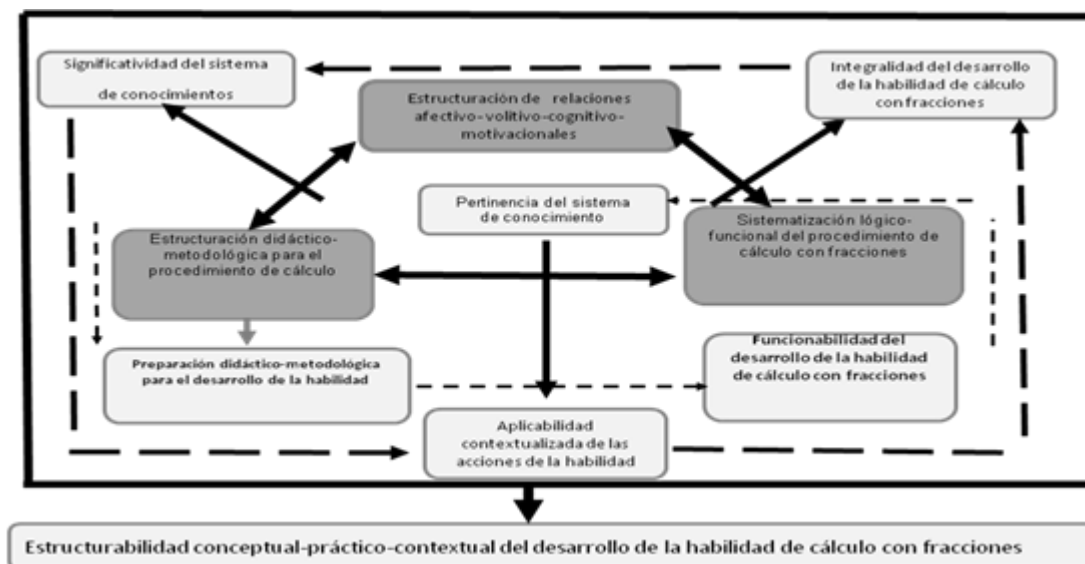 Significatividad del sistema
de conocimientos
Estructuración de relaciones
afectivo-volitivo-cognitivo-
motivacionales
Integralidad del desarrollo
de la habilidad de cálculo
con fracciones
Pertinencia del sistema
de conocimiento
Estructuración didáctico-
metodológica para el
procedimiento de cálculo
Sistematización lógico-
funcional del procedimiento de
cálculo con fracciones
Preparación didáctico-metodológica
para el desarrollo de la habilidad
Funcionabilidad del
desarrollo de la habilidad
de cálculo con fracciones
Aplicabilidad
contextualizada de las
acciones de la habilidad
Estructurabilidad conceptual-práctico-contextual del desarrollo de la habilidad de cálculo con fracciones